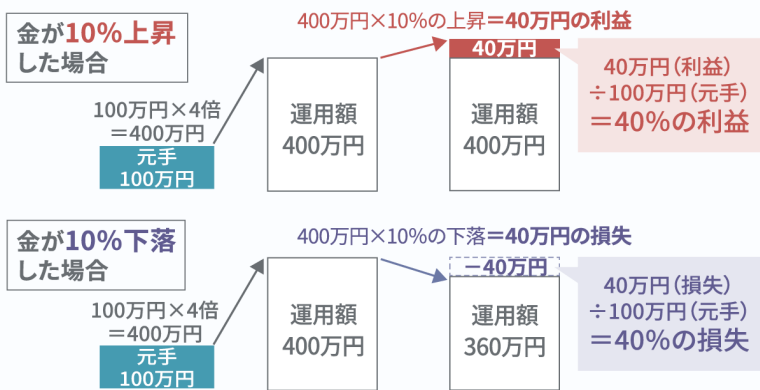 金が10%上昇
した場合
400万円×10%の上昇＝40万円の利益
100万円×4倍
＝400万円
元手
100万円
運用額
400万円
40万円
運用額
400万円
40万円（利益）
÷100万円（元手）
＝40%の利益
金が10%下落
した場合
400万円×10%の下落＝40万円の損失
100万円×4倍
＝400万円
元手
100万円
運用額
400万円
－40万円
運用額
360万円
40万円（損失）
÷100万円（元手）
＝40%の損失